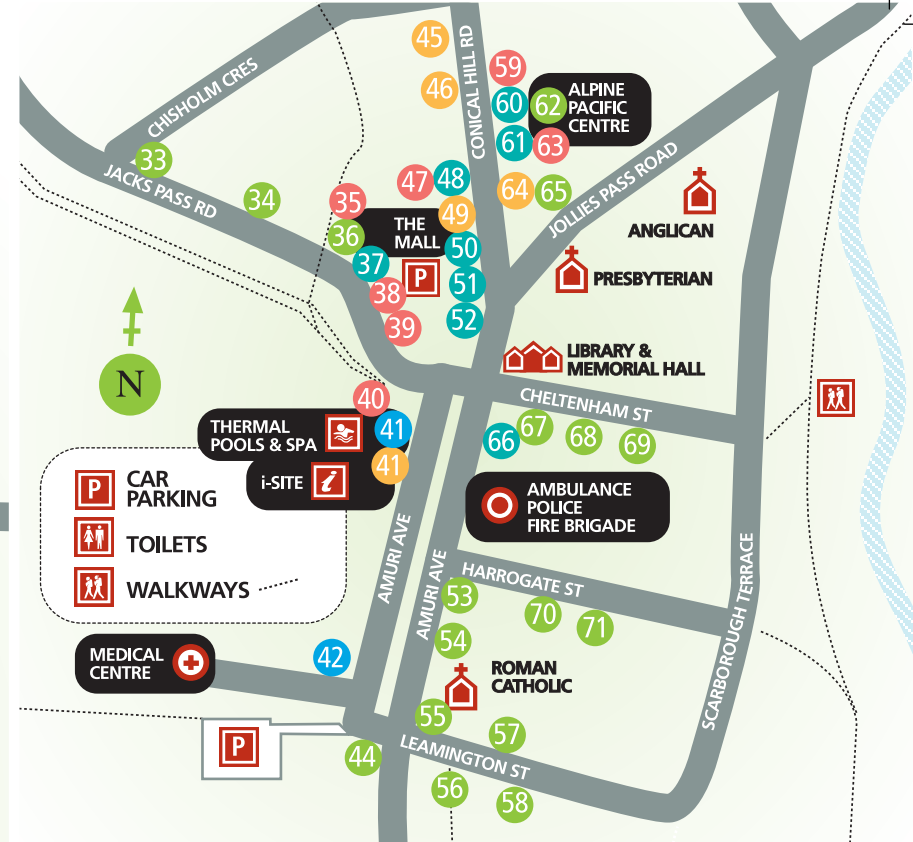 45
CONICAL HILL RD
59
CHISHOLM CRES
46
60
62
ALPINE
PACIFIC
CENTRE
61
63
33
JACKS PASS RD
34
35
47
48
64
65
JOLLIES PASS ROAD
36
THE
MALL
49
50
ANGLICAN
37
P
51
PRESBYTERIAN
38
39
52
N
LIBRARY &
MEMORIAL HALL
40
CHELTENHAM ST
THERMAL
POOLS & SPA
41
66
67
68
69
i-SITE
i
41
P
CAR
PARKING
AMBULANCE
POLICE
FIRE BRIGADE
TOILETS
WALKWAYS
AMURI AVE
AMURI AVE
HARROGATE ST
SCARBOROUGH TERRACE
53
70
71
54
MEDICAL
CENTRE
42
ROMAN
CATHOLIC
55
57
P
44
LEAMINGTON ST
56
58